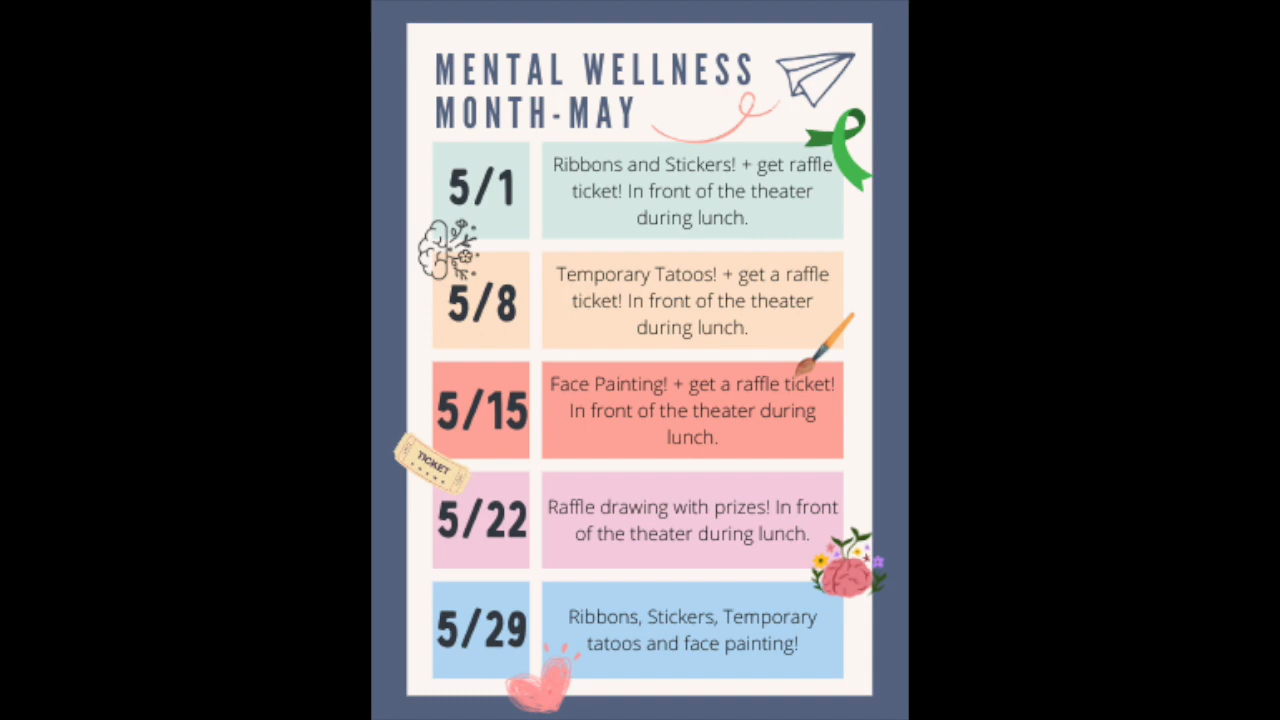 MENTAL WELLNESS
MONTH-MAY
5/1
Ribbons and Stickers! + get raffle
ticket! In front of the theater
during lunch.
5/8
Temporary Tatoos! + get a raffle
ticket! In front of the theater
during lunch.
5/15
Face Painting! + get a raffle ticket!
In front of the theater during
lunch.
TICKET
5/22
Raffle drawing with prizes! In front
of the theater during lunch.
5/29
Ribbons, Stickers, Temporary
tatoos and face painting!